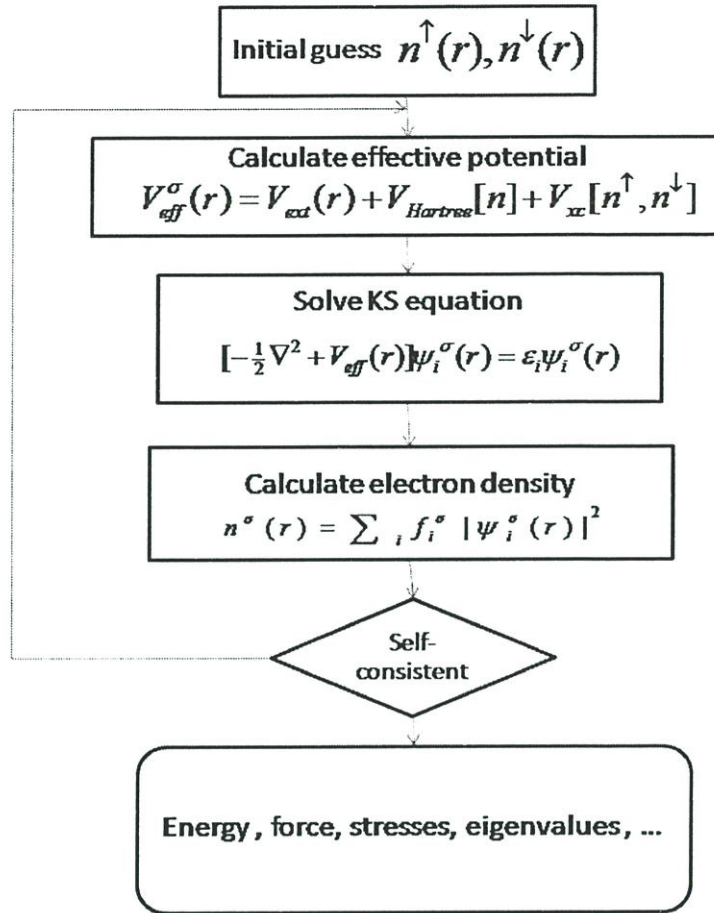 Initial guess n↑(r), n↓(r)
Calculate effective potential
V^σ_eff(r) = V_ext(r) + V_Hartree[n] + V_xc[n↑, n↓]
Solve KS equation
[-½∇² + V_eff(r)]ψ_i^σ(r) = ε_iψ_i^σ(r)
Calculate electron density
n^σ(r) = ∑_i f_i^σ |ψ_i^σ(r)|²
Self-
consistent
Energy, force, stresses, eigenvalues, ...